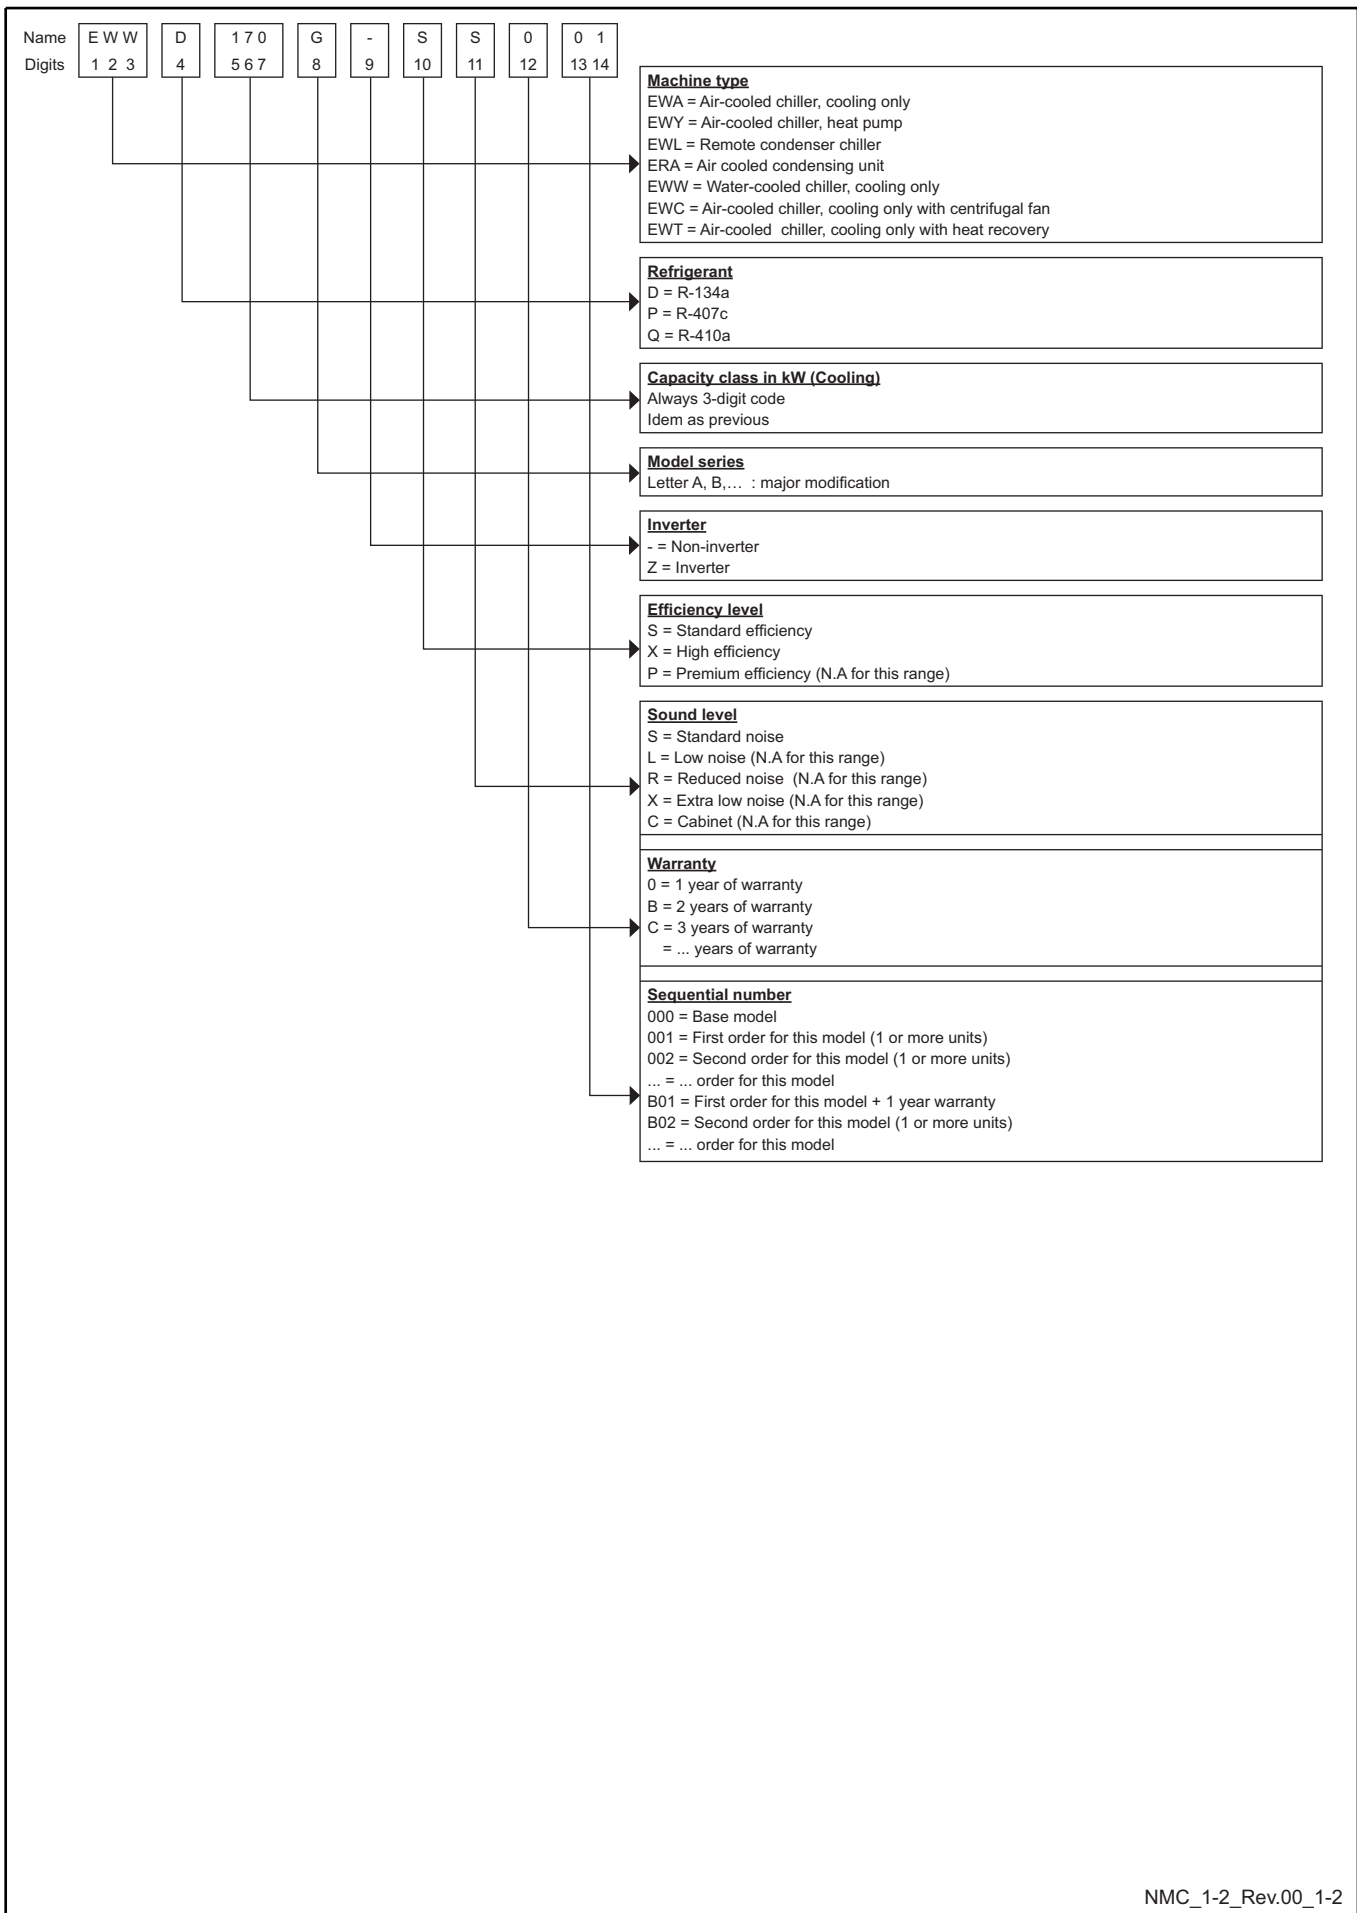 Name E W W D 1 7 0 G - S S 0 0 1
Digits 1 2 3 4 5 6 7 8 9 10 11 12 13 14
Machine type
EWA = Air-cooled chiller, cooling only
EWY = Air-cooled chiller, heat pump
EWL = Remote condenser chiller
ERA = Air cooled condensing unit
EWW = Water-cooled chiller, cooling only
EWC = Air-cooled chiller, cooling only with centrifugal fan
EWT = Air-cooled chiller, cooling only with heat recovery
Refrigerant
D = R-134a
P = R-407c
Q = R-410a
Capacity class in kW (Cooling)
Always 3-digit code
Idem as previous
Model series
Letter A, B,… : major modification
Inverter
- = Non-inverter
Z = Inverter
Efficiency level
S = Standard efficiency
X = High efficiency
P = Premium efficiency (N.A for this range)
Sound level
S = Standard noise
L = Low noise (N.A for this range)
R = Reduced noise (N.A for this range)
X = Extra low noise (N.A for this range)
C = Cabinet (N.A for this range)
Warranty
0 = 1 year of warranty
B = 2 years of warranty
C = 3 years of warranty
= ... years of warranty
Sequential number
000 = Base model
001 = First order for this model (1 or more units)
002 = Second order for this model (1 or more units)
... = ... order for this model
B01 = First order for this model + 1 year warranty
B02 = Second order for this model (1 or more units)
... = ... order for this model
NMC_1-2_Rev.00_1-2